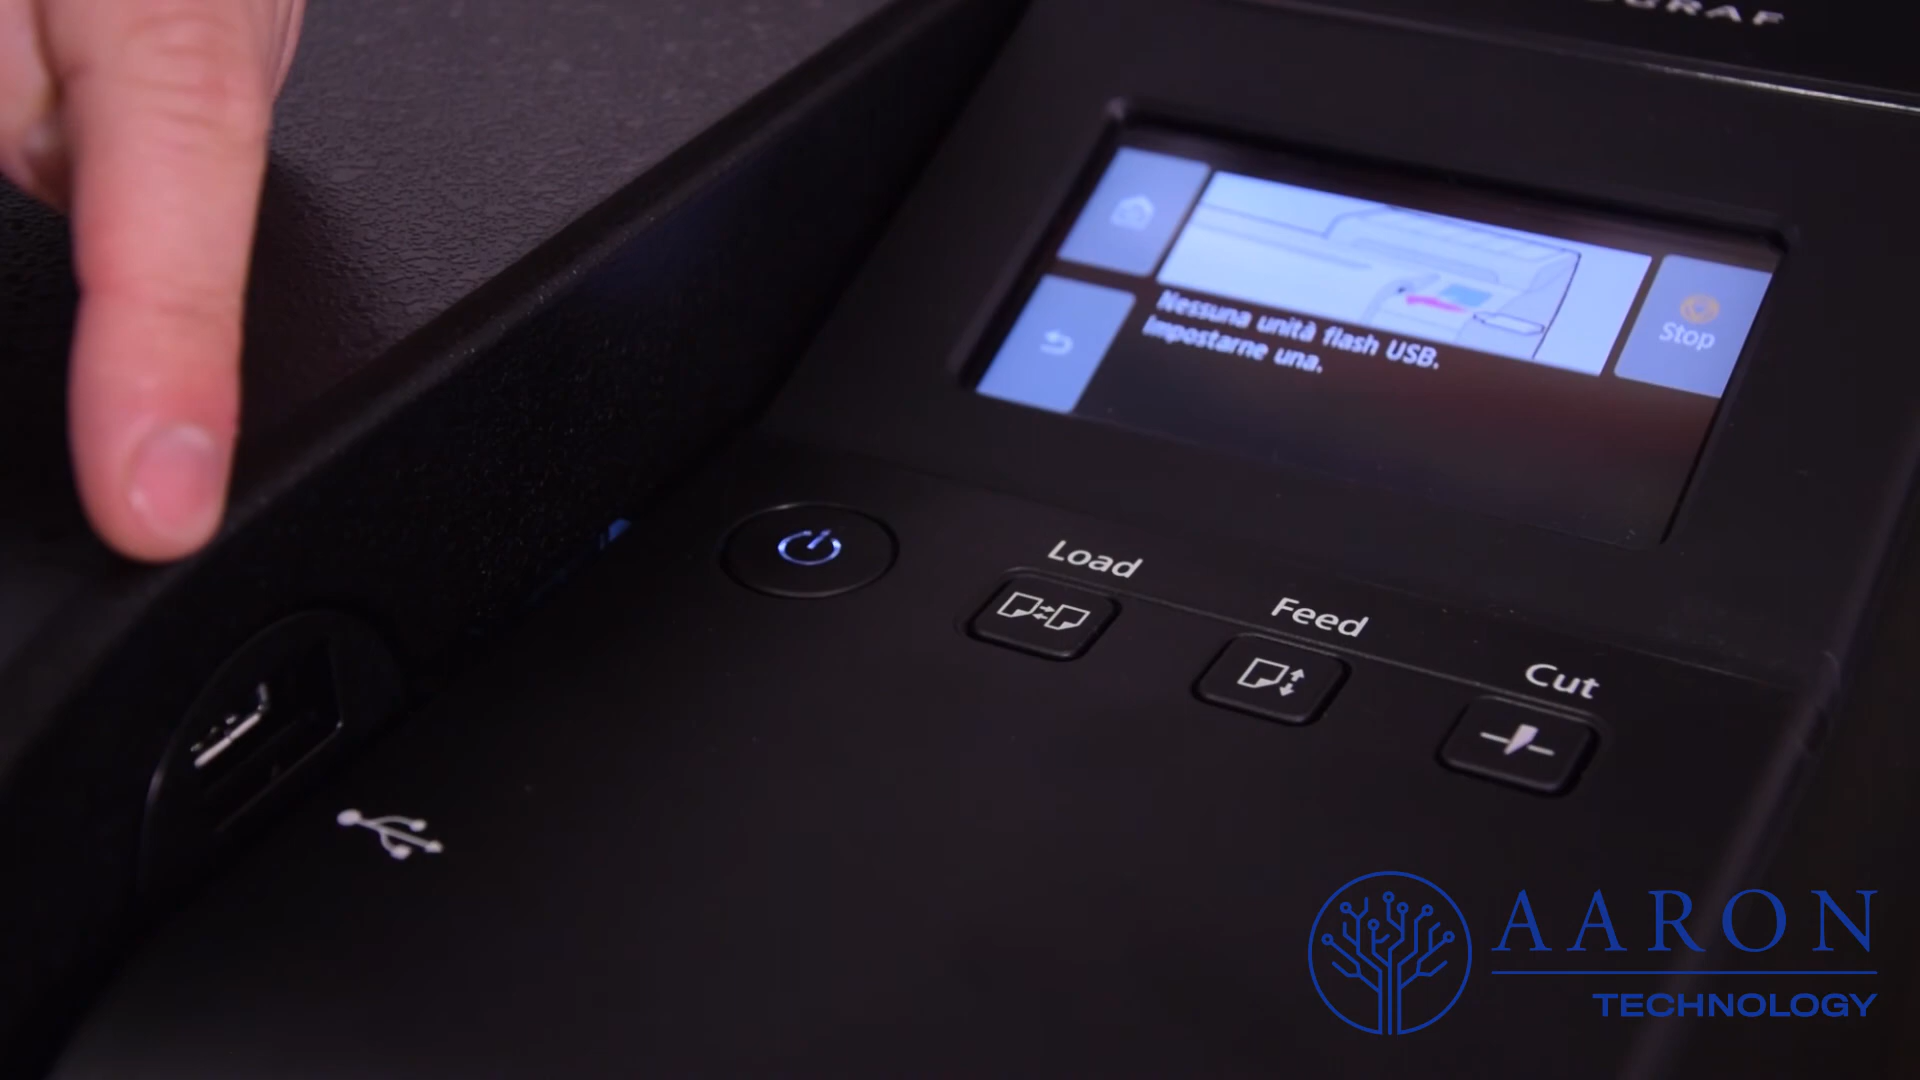 Nessuna unità flash USB.
Impostarne una.
Stop
Load
Feed
Cut
AARON
TECHNOLOGY